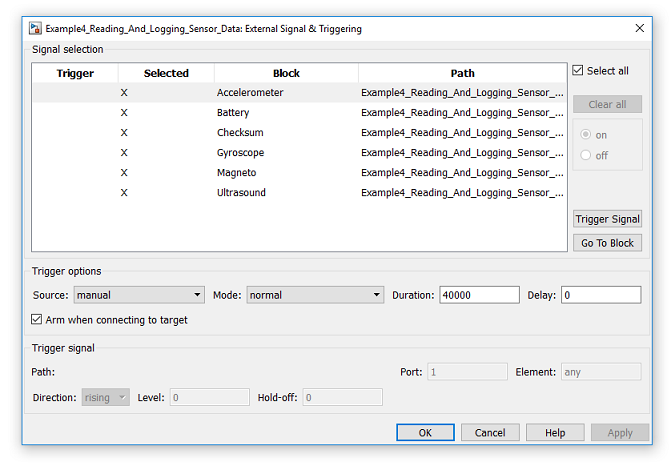 Example4_Reading_And_Logging_Sensor_Data: External Signal & Triggering
Signal selection
Trigger Selected Block Path
X Accelerometer Example4_Reading_And_Logging_Sensor_...
X Battery Example4_Reading_And_Logging_Sensor_...
X Checksum Example4_Reading_And_Logging_Sensor_...
X Gyroscope Example4_Reading_And_Logging_Sensor_...
X Magneto Example4_Reading_And_Logging_Sensor_...
X Ultrasound Example4_Reading_And_Logging_Sensor_...
Select all
Clear all
on
off
Trigger Signal
Go To Block
Trigger options
Source: manual Mode: normal Duration: 40000 Delay: 0
Arm when connecting to target
Trigger signal
Path: Port: 1 Element: any
Direction: rising Level: 0 Hold-off: 0
OK Cancel Help Apply